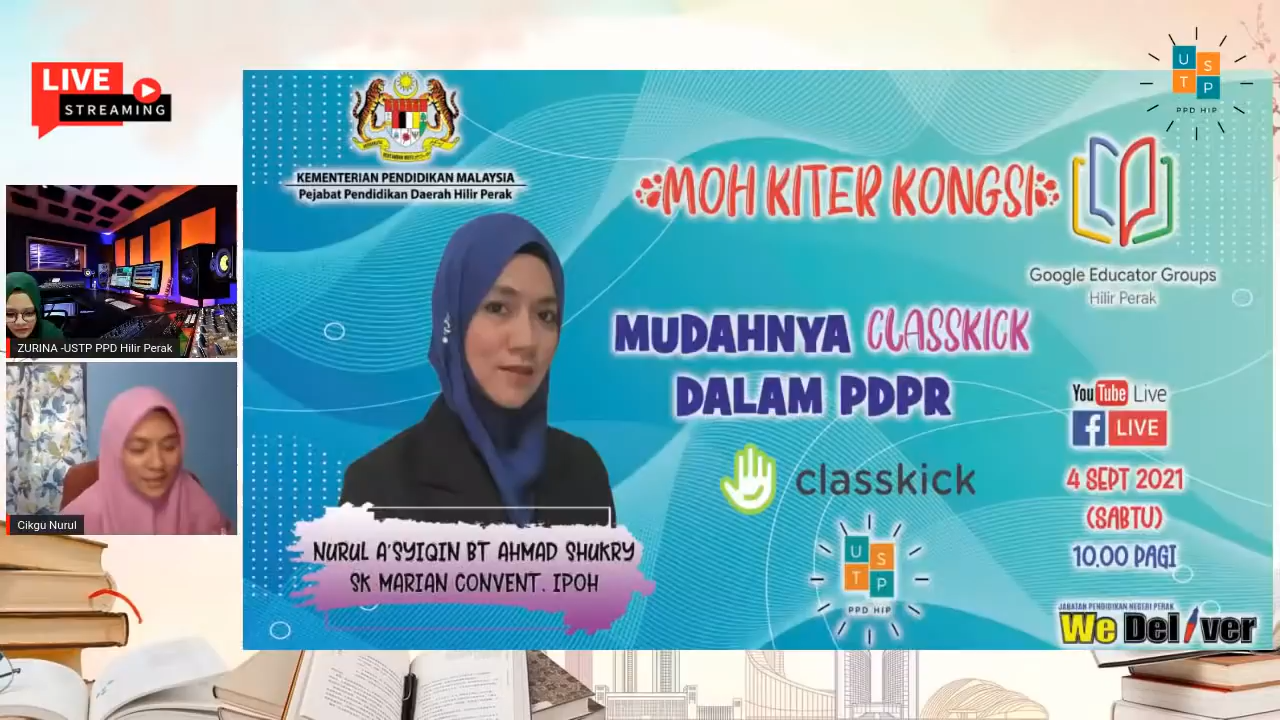 LIVE
STREAMING
ZURINA -USTP PPD Hilir Perak
Cikgu Nurul
KEMENTERIAN PENDIDIKAN MALAYSIA
Pejabat Pendidikan Daerah Hilir Perak
MOH KITER KONGSI
Google Educator Groups
Hilir Perak
MUDAHNYA CLASSKICK
DALAM PDPR
classkick
NURUL A'SYIQIN BT AHMAD SHUKRY
SK MARIAN CONVENT. IPOH
U S
T P
PPD HIP
YouTube Live
f LIVE
4 SEPT 2021
(SABTU)
10.00 PAGI
JABATAN PENDIDIKAN NEGERI PERAK
We Deliver
U S
T P
PPD HIP